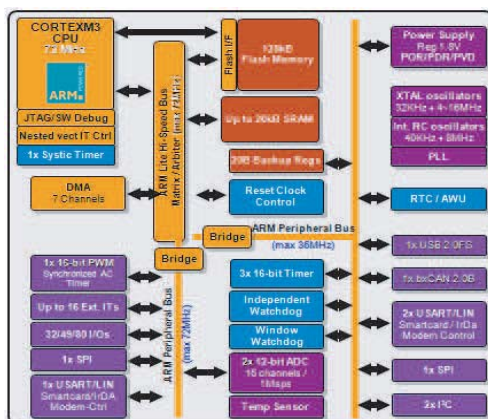 CORTEXM3
CPU
72 MHz
ARM
POWERED
JTAG/SW Debug
Nested vect IT Ctrl
1x Systic Timer
DMA
7 Channels
ARM Lite Hi-Speed Bus
Matrix / Arbiter (max 72MHz)
Flash I/F
128kB
Flash Memory
Up to 20kB SRAM
20B Backup Regs
Reset Clock
Control
Power Supply
Reg 1.8V
POR/PDR/PVD
XTAL oscillators
32KHz + 4~16MHz
Int. RC oscillators
40KHz + 8MHz
PLL
RTC / AWU
ARM Peripheral Bus
(max 36MHz)
Bridge
Bridge
ARM Peripheral Bus
(max 72MHz)
1x 16-bit PWM
Synchronized AC
Timer
Up to 16 Ext. ITs
32/49/80 I/Os
1x SPI
1x USART/LIN
Smartcard/IrDA
Modem-Ctrl
3x 16-bit Timer
Independent
Watchdog
Window
Watchdog
2x 12-bit ADC
16 channels /
1Msps
Temp Sensor
1x USB 2.0FS
1x bxCAN 2.0B
2x USART/LIN
Smartcard / IrDa
Modem Control
1x SPI
2x I²C